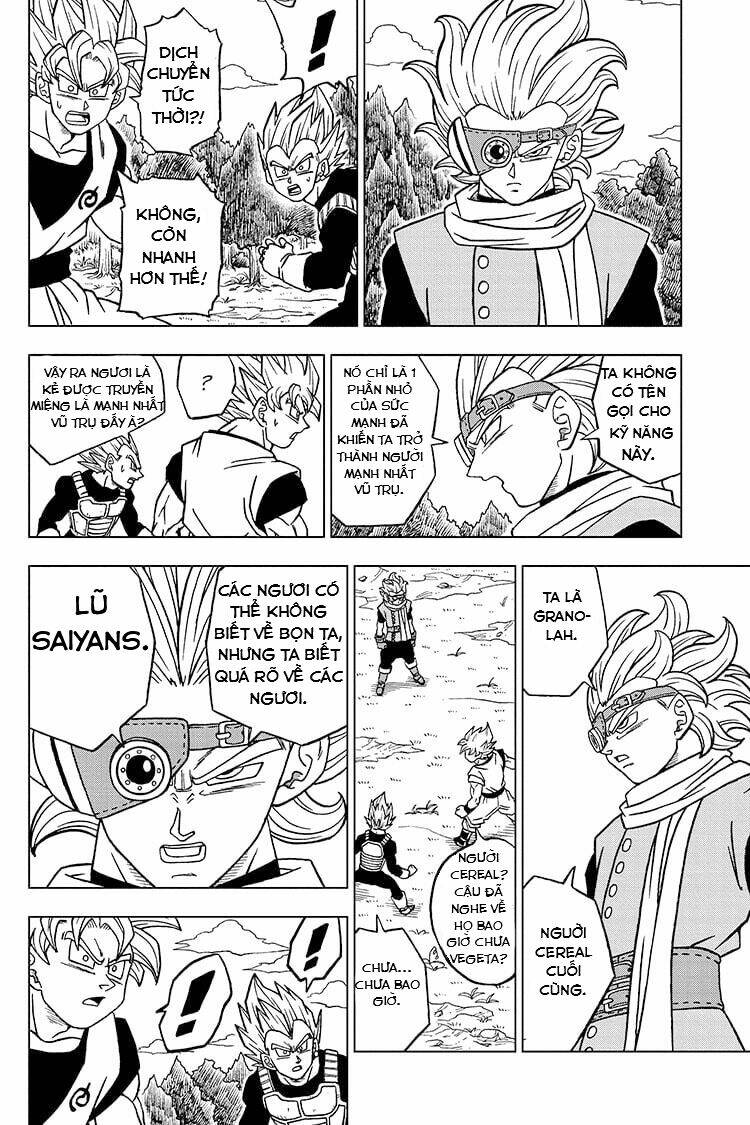 !
DỊCH
CHUYỂN
TỨC
THỜI?!
KHÔNG,
CÒN
NHANH
HƠN THẾ!
TA KHÔNG
CÓ TÊN
GỌI CHO
KỸ NĂNG
NÀY.
NÓ CHỈ LÀ 1
PHẦN NHỎ
CỦA SỨC
MẠNH ĐÃ
KHIẾN TA TRỞ
THÀNH NGƯỜI
MẠNH NHẤT
VŨ TRỤ.
?
VẬY RA NGƯƠI LÀ
KẺ ĐƯỢC TRUYỀN
MIỆNG LÀ MẠNH NHẤT
VŨ TRỤ ĐẤY À?
TA LÀ
GRANO-
LAH.
NGUỜI
CEREAL
CUỐI
CÙNG.
NGƯỜI
CEREAL?
CẬU ĐÃ
NGHE VỀ
HỌ BAO
GIỜ CHƯA
VEGETA?
CHƯA...
CHƯA BAO
GIỜ.
CÁC NGƯƠI CÓ
THỂ KHÔNG
BIẾT VỀ BỌN TA,
NHƯNG TA BIẾT
QUÁ RÕ VỀ CÁC
NGƯƠI.
LŨ
SAIYANS.
!
!